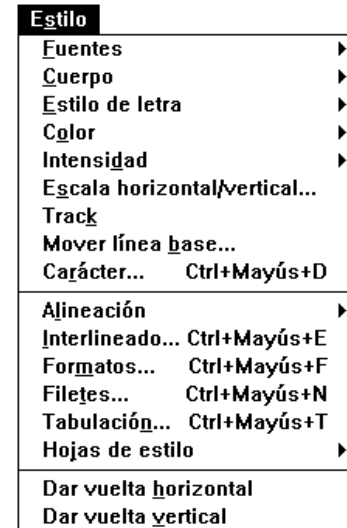 Estilo
Fuentes
Cuerpo
Estilo de letra
Color
Intensidad
Escala horizontal/vertical...
Track
Mover línea base...
Carácter... Ctrl+Mayús+D
Alineación
Interlineado... Ctrl+Mayús+E
Formatos... Ctrl+Mayús+F
Filetes... Ctrl+Mayús+N
Tabulación... Ctrl+Mayús+T
Hojas de estilo
Dar vuelta horizontal
Dar vuelta vertical